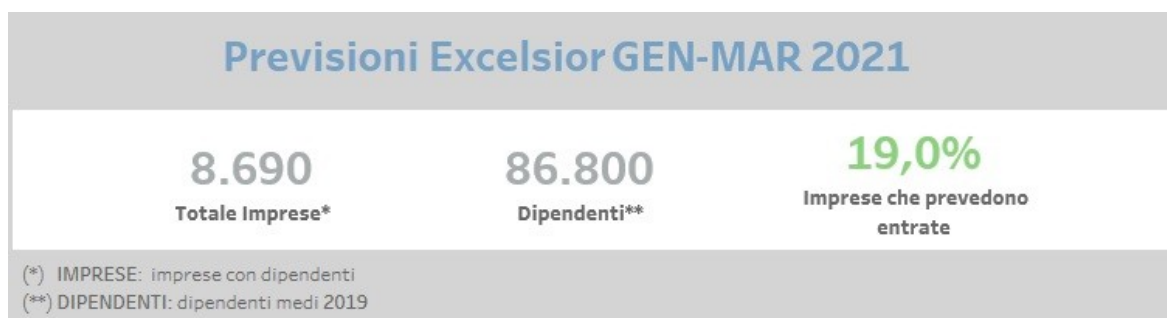 Previsioni Excelsior GEN-MAR 2021
8.690
Totale Imprese*
86.800
Dipendenti**
19,0%
Imprese che prevedono
entrate
(*) IMPRESE: imprese con dipendenti
(**) DIPENDENTI: dipendenti medi 2019